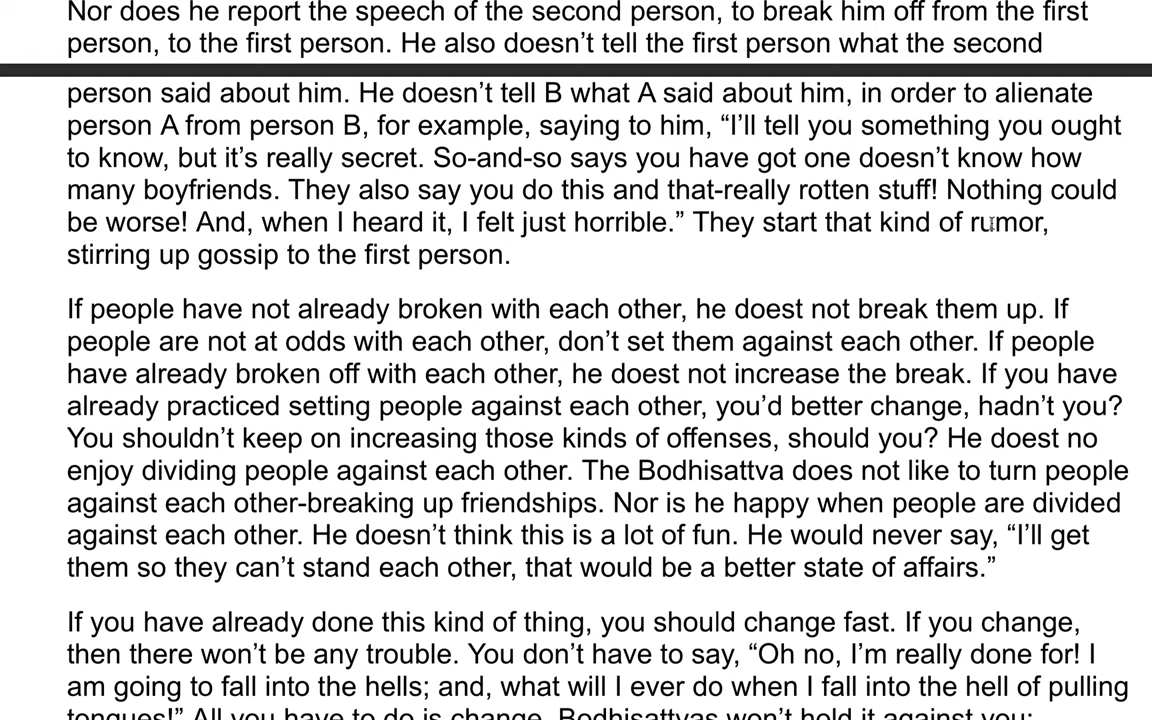 Nor does he report the speech of the second person, to break him off from the first
person, to the first person. He also doesn’t tell the first person what the second
person said about him. He doesn’t tell B what A said about him, in order to alienate
person A from person B, for example, saying to him, “I’ll tell you something you ought
to know, but it’s really secret. So-and-so says you have got one doesn’t know how
many boyfriends. They also say you do this and that-really rotten stuff! Nothing could
be worse! And, when I heard it, I felt just horrible.” They start that kind of rumor,
stirring up gossip to the first person.
If people have not already broken with each other, he doest not break them up. If
people are not at odds with each other, don’t set them against each other. If people
have already broken off with each other, he doest not increase the break. If you have
already practiced setting people against each other, you’d better change, hadn’t you?
You shouldn’t keep on increasing those kinds of offenses, should you? He doest no
enjoy dividing people against each other. The Bodhisattva does not like to turn people
against each other-breaking up friendships. Nor is he happy when people are divided
against each other. He doesn’t think this is a lot of fun. He would never say, “I’ll get
them so they can’t stand each other, that would be a better state of affairs.”
If you have already done this kind of thing, you should change fast. If you change,
then there won’t be any trouble. You don’t have to say, “Oh no, I’m really done for! I
am going to fall into the hells; and, what will I ever do when I fall into the hell of pulling
tongues!” All you have to do is change. Bodhisattvas won’t hold it against you;